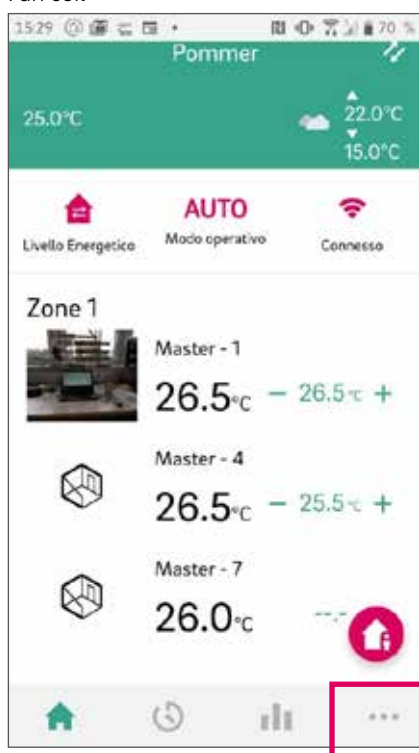 15:29 70 %
Pommer
25.0°C
22.0°C
15.0°C
AUTO
Livello Energetico Modo operativo Connesso
Zone 1
Master - 1
26.5°C − 26.5°C +
Master - 4
26.5°C − 25.5°C +
Master - 7
26.0°C --.-